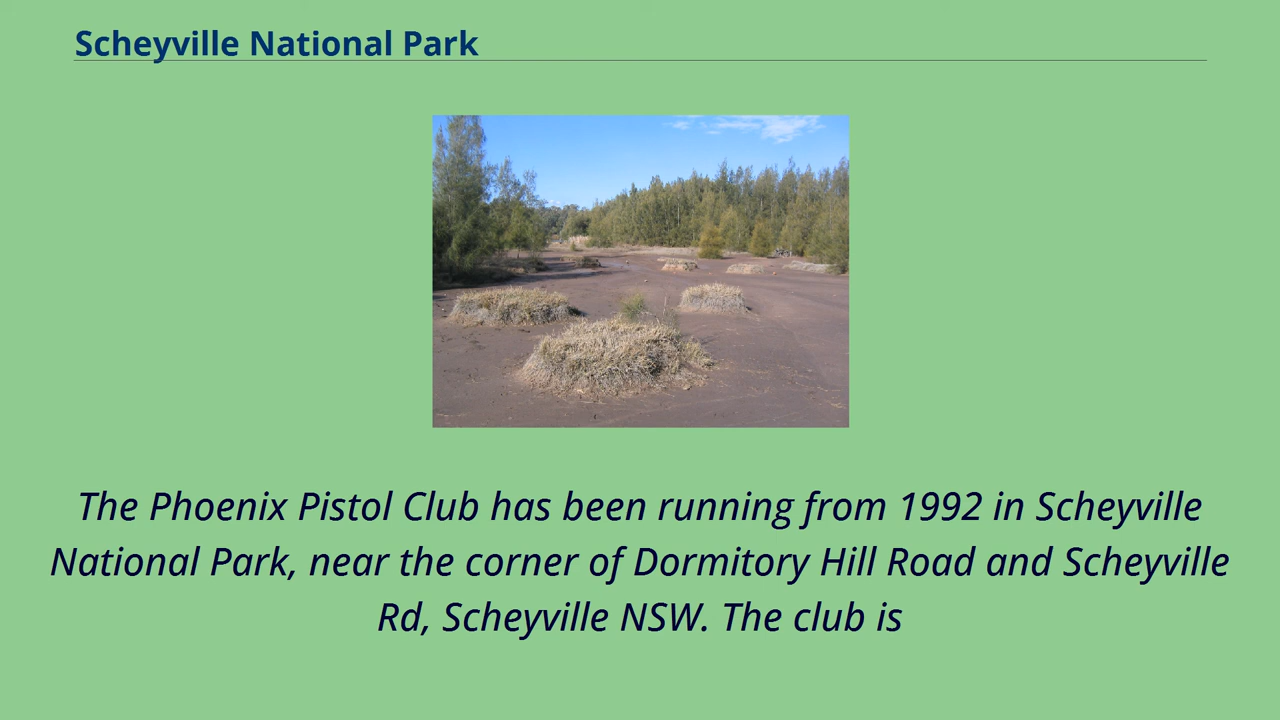 Scheyville National Park
The Phoenix Pistol Club has been running from 1992 in Scheyville
National Park, near the corner of Dormitory Hill Road and Scheyville
Rd, Scheyville NSW. The club is